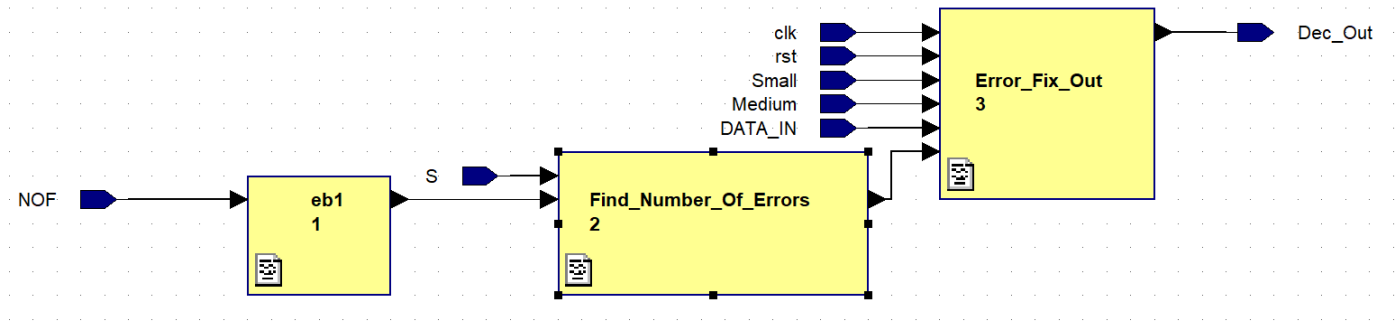 clk
rst
Small
Medium
DATA_IN
Error_Fix_Out
3
Dec_Out
NOF
eb1
1
S
Find_Number_Of_Errors
2